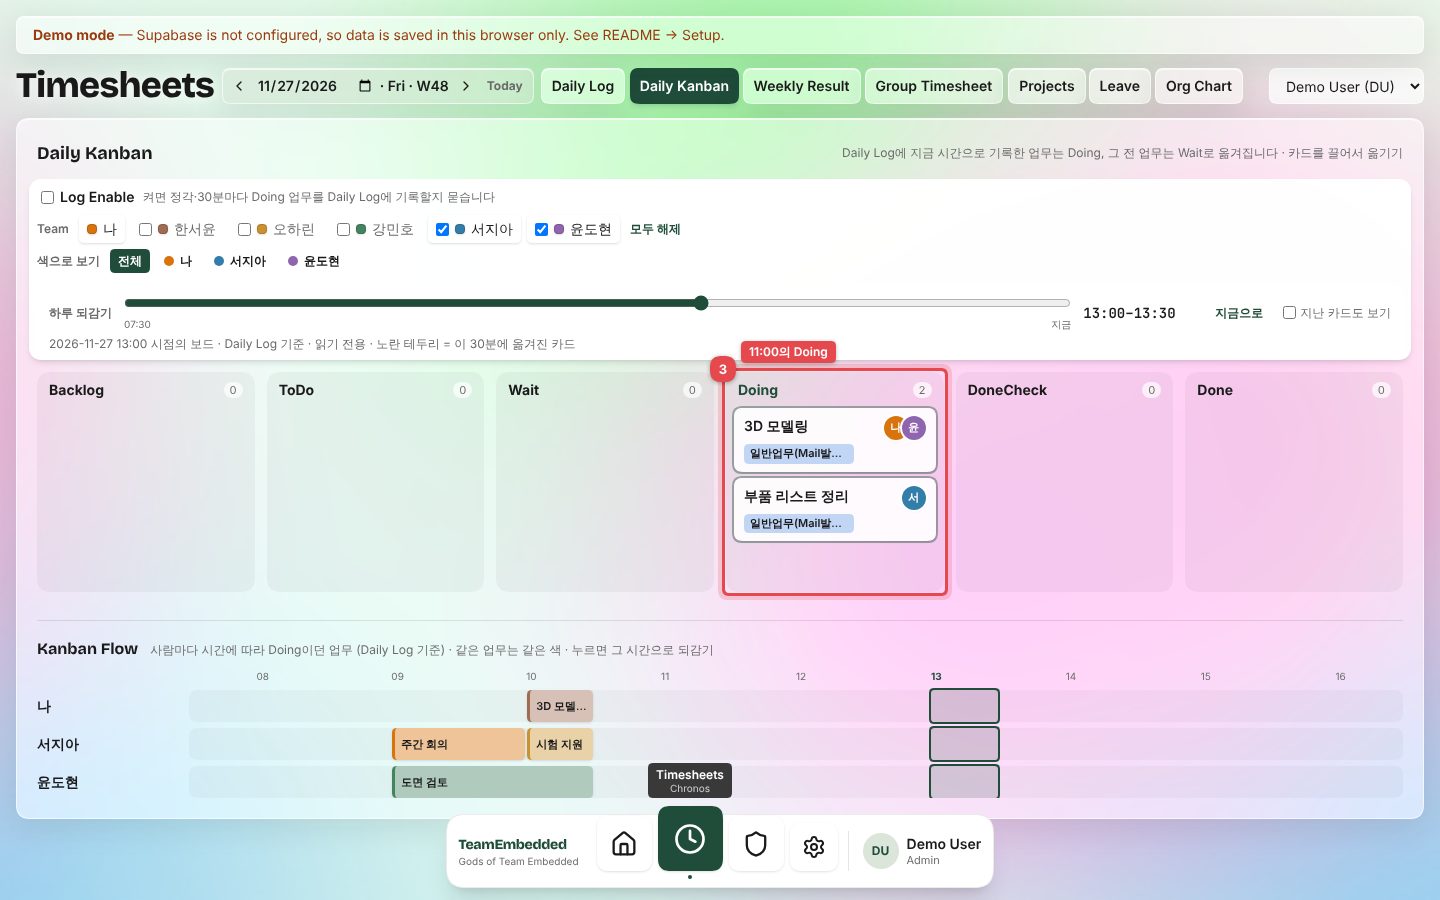 Demo mode — Supabase is not configured, so data is saved in this browser only. See README → Setup.
Timesheets
11/27/2026 · Fri · W48 Today
Daily Log
Daily Kanban
Weekly Result
Group Timesheet
Projects
Leave
Org Chart
Demo User (DU)
Daily Kanban
Daily Log에 지금 시간으로 기록한 업무는 Doing, 그 전 업무는 Wait로 옮겨집니다 · 카드를 끌어서 옮기기
Log Enable 켜면 정각·30분마다 Doing 업무를 Daily Log에 기록할지 묻습니다
Team 나 한서윤 오하린 강민호 서지아 윤도현 모두 해제
색으로 보기 전체 나 서지아 윤도현
하루 되감기
07:30 지금
13:00–13:30 지금으로 지난 카드도 보기
2026-11-27 13:00 시점의 보드 · Daily Log 기준 · 읽기 전용 · 노란 테두리 = 이 30분에 옮겨진 카드
11:00의 Doing
3
Backlog 0
ToDo 0
Wait 0
Doing 2
3D 모델링 나 윤
일반업무(Mail발...
부품 리스트 정리 서
일반업무(Mail발...
DoneCheck 0
Done 0
Kanban Flow 사람마다 시간에 따라 Doing이던 업무 (Daily Log 기준) · 같은 업무는 같은 색 · 누르면 그 시간으로 되감기
08 09 10 11 12 13 14 15 16
나 3D 모델...
서지아 주간 회의 시험 지원
윤도현 도면 검토
Timesheets
Chronos
TeamEmbedded
Gods of Team Embedded
DU
Demo User
Admin